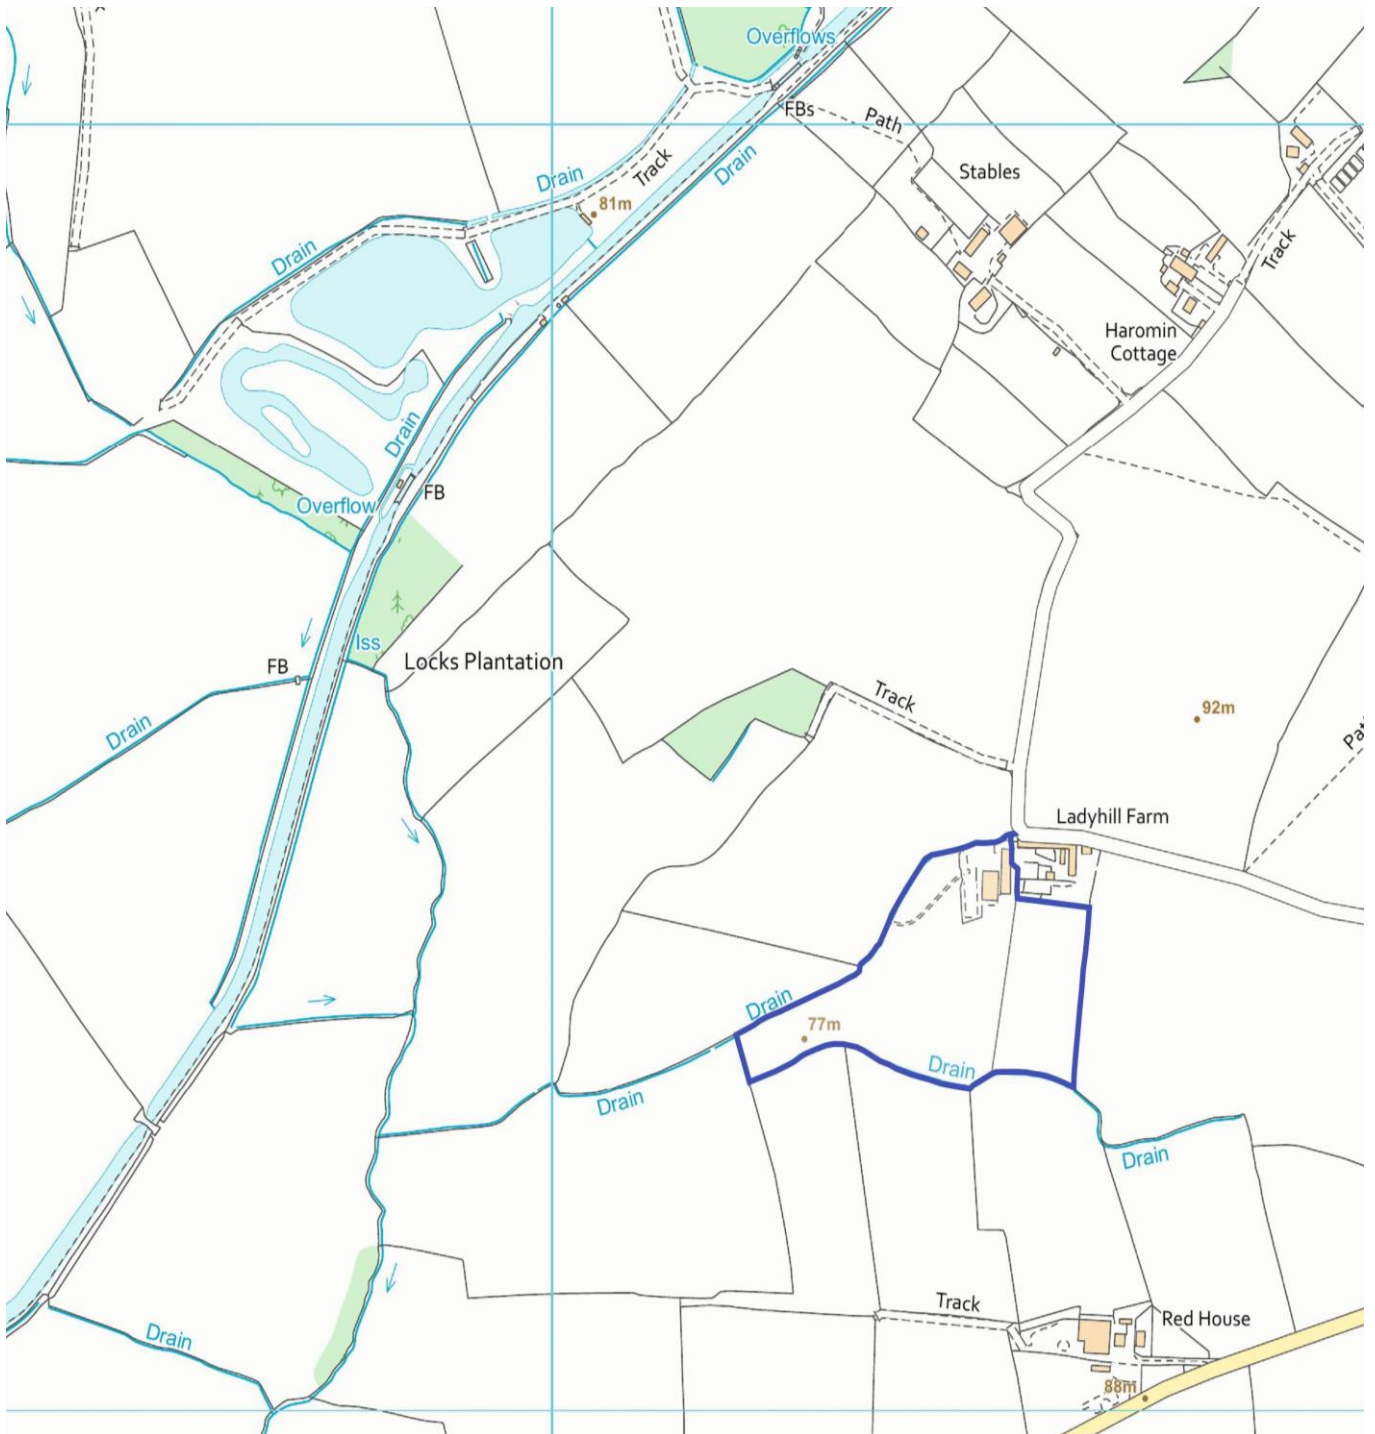 Overflows
FBs
Path
Drain
Track
Drain
Stables
81m
Drain
Track
Haromin
Cottage
Drain
Overflow
FB
Iss
FB
Locks Plantation
Track
92m
Drain
Ladyhill Farm
Drain
77m
Drain
Drain
Drain
Track
Red House
Drain
88m